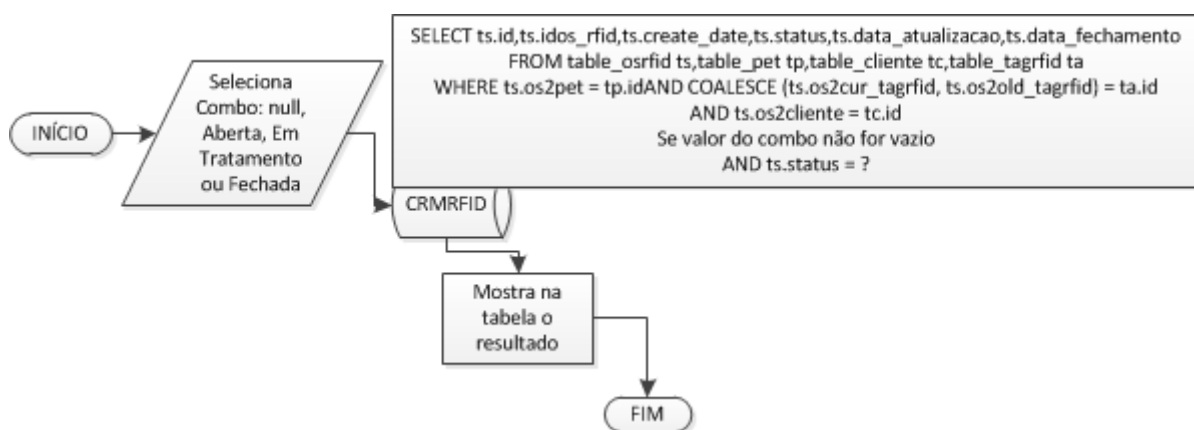 INÍCIO
Seleciona
Combo: null,
Aberta, Em
Tratamento
ou Fechada
SELECT ts.id,ts.idos_rfid,ts.create_date,ts.status,ts.data_atualizacao,ts.data_fechamento
FROM table_osrfid ts,table_pet tp,table_cliente tc,table_tagrfid ta
WHERE ts.os2pet = tp.idAND COALESCE (ts.os2cur_tagrfid, ts.os2old_tagrfid) = ta.id
AND ts.os2cliente = tc.id
Se valor do combo não for vazio
AND ts.status = ?
CRMRFID
Mostra na
tabela o
resultado
FIM